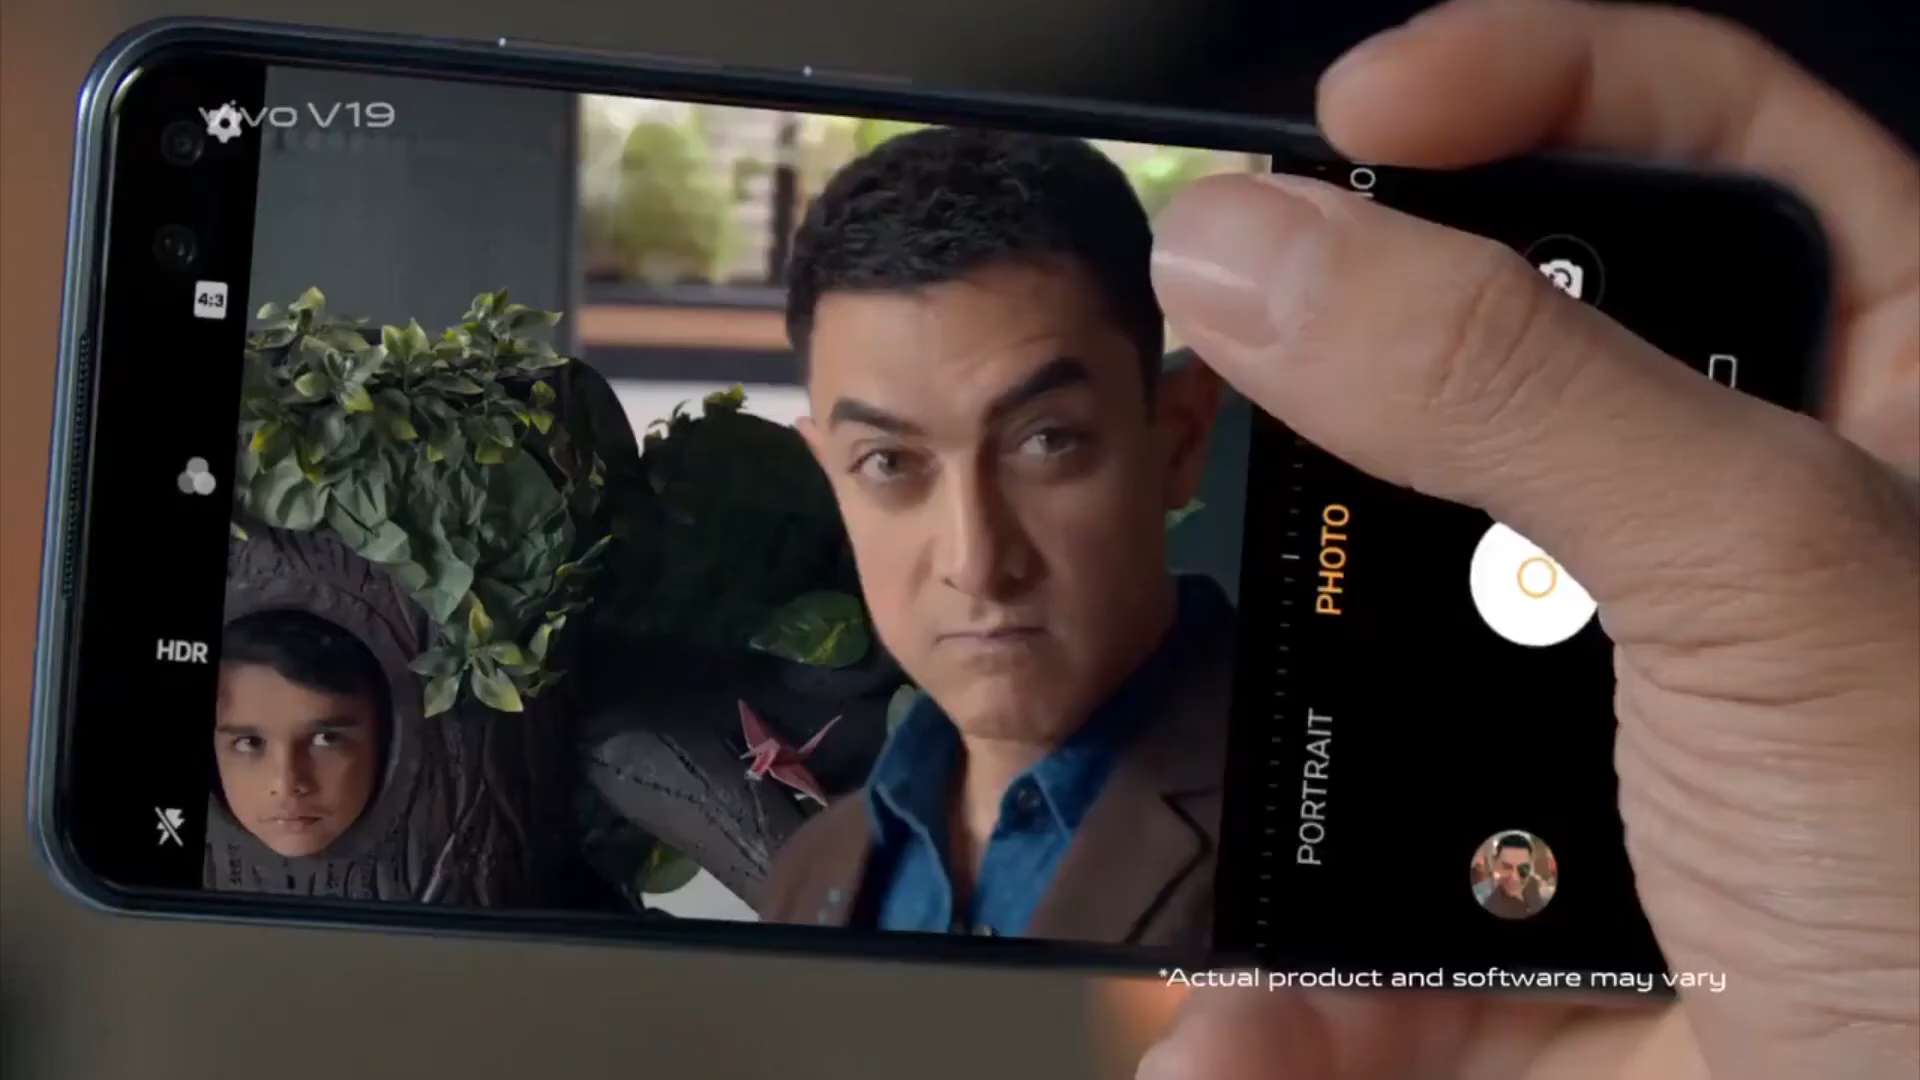 vivo V19
4:3
HDR
PHOTO
PORTRAIT
*Actual product and software may vary